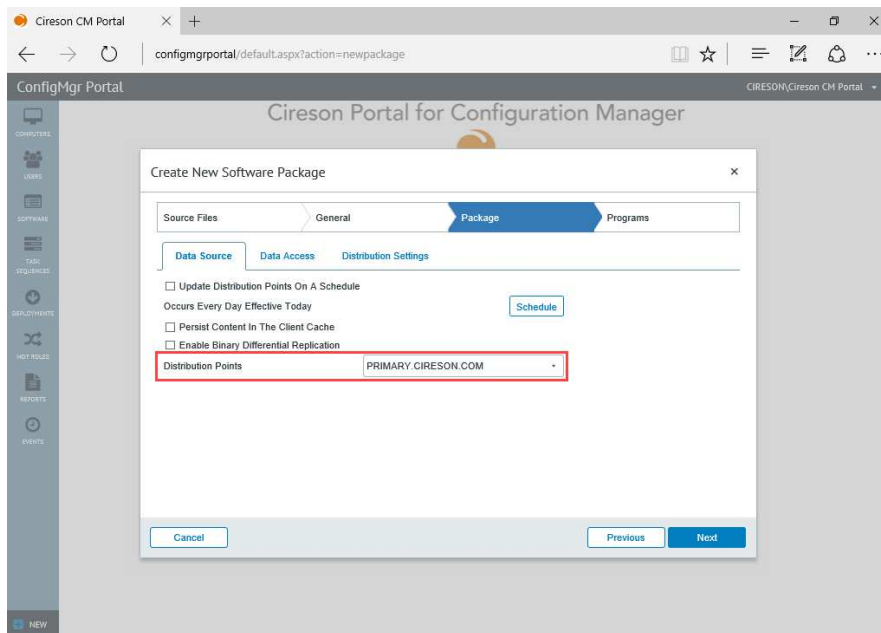 Cireson CM Portal
configmgrportal/default.aspx?action=newpackage
ConfigMgr Portal
CIRESON\Cireson CM Portal
Cireson Portal for Configuration Manager
COMPUTERS
USERS
SOFTWARE
TASK
SEQUENCES
DEPLOYMENTS
HOT ROLES
REPORTS
EVENTS
NEW
Create New Software Package
Source Files General Package Programs
Data Source Data Access Distribution Settings
Update Distribution Points On A Schedule
Occurs Every Day Effective Today Schedule
Persist Content In The Client Cache
Enable Binary Differential Replication
Distribution Points PRIMARY.CIRESON.COM
Cancel Previous Next